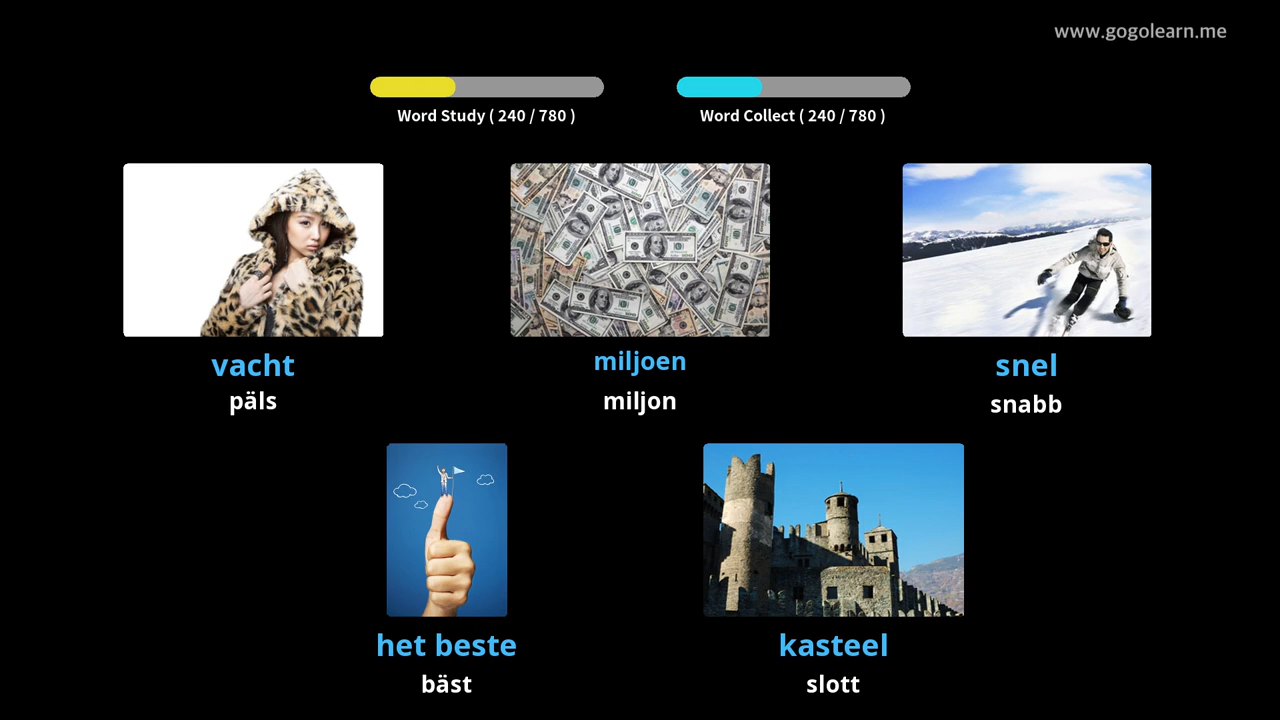 www.gogolearn.me
Word Study ( 240 / 780 )
Word Collect ( 240 / 780 )
vacht
päls
miljoen
miljon
snel
snabb
het beste
bäst
kasteel
slott